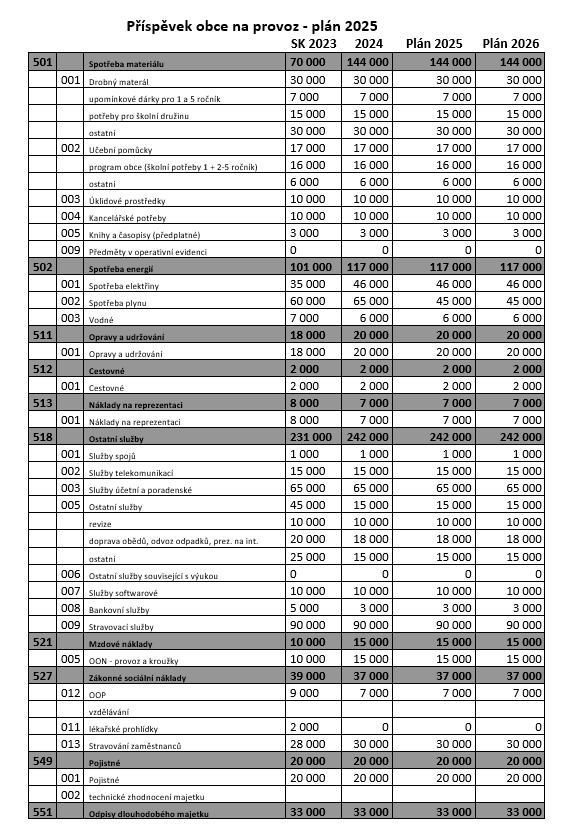 Příspěvek obce na provoz - plán 2025
SK 2023 2024 Plán 2025 Plán 2026
501 Spotřeba materiálu 70 000 144 000 144 000 144 000
001 Drobný materál 30 000 30 000 30 000 30 000
upomínkové dárky pro 1 a 5 ročník 7 000 7 000 7 000 7 000
potřeby pro školní družinu 15 000 15 000 15 000 15 000
ostatní 30 000 30 000 30 000 30 000
002 Učební pomůcky 17 000 17 000 17 000 17 000
program obce (školní potřeby 1 + 2-5 ročník) 16 000 16 000 16 000 16 000
ostatní 6 000 6 000 6 000 6 000
003 Úklidové prostředky 10 000 10 000 10 000 10 000
004 Kancelářské potřeby 10 000 10 000 10 000 10 000
005 Knihy a časopisy (předplatné) 3 000 3 000 3 000 3 000
009 Předměty v operativní evidenci 0 0 0 0
502 Spotřeba energií 101 000 117 000 117 000 117 000
001 Spotřeba elektřiny 35 000 46 000 46 000 46 000
002 Spotřeba plynu 60 000 65 000 45 000 45 000
003 Vodné 7 000 6 000 6 000 6 000
511 Opravy a udržování 18 000 20 000 20 000 20 000
001 Opravy a udržování 18 000 20 000 20 000 20 000
512 Cestovné 2 000 2 000 2 000 2 000
001 Cestovné 2 000 2 000 2 000 2 000
513 Náklady na reprezentaci 8 000 7 000 7 000 7 000
001 Náklady na reprezentaci 8 000 7 000 7 000 7 000
518 Ostatní služby 231 000 242 000 242 000 242 000
001 Služby spojů 1 000 1 000 1 000 1 000
002 Služby telekomunikací 15 000 15 000 15 000 15 000
003 Služby účetní a poradenské 65 000 65 000 65 000 65 000
005 Ostatní služby 45 000 15 000 15 000 15 000
revize 10 000 10 000 10 000 10 000
doprava obědů, odvoz odpadků, prez. na int. 20 000 18 000 18 000 18 000
ostatní 25 000 15 000 15 000 15 000
006 Ostatní služby související s výukou 0 0 0 0
007 Služby softwarové 10 000 10 000 10 000 10 000
008 Bankovní služby 5 000 3 000 3 000 3 000
009 Stravovací služby 90 000 90 000 90 000 90 000
521 Mzdové náklady 10 000 15 000 15 000 15 000
005 OON - provoz a kroužky 10 000 15 000 15 000 15 000
527 Zákonné sociální náklady 39 000 37 000 37 000 37 000
012 OOP 9 000 7 000 7 000 7 000
vzdělávání
011 lékařské prohlídky 2 000 0 0 0
013 Stravování zaměstnanců 28 000 30 000 30 000 30 000
549 Pojistné 20 000 20 000 20 000 20 000
001 Pojistné 20 000 20 000 20 000 20 000
002 technické zhodnocení majetku
551 Odpisy dlouhodobého majetku 33 000 33 000 33 000 33 000